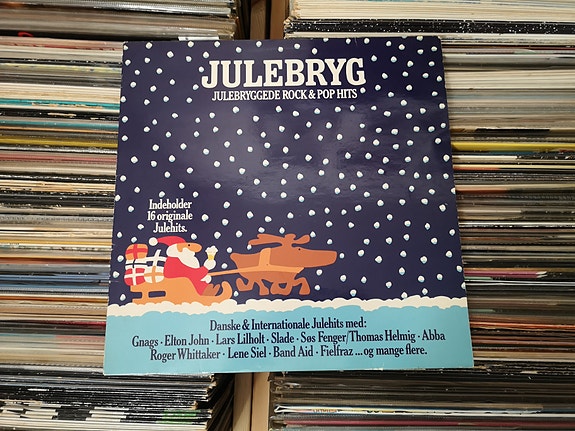 JULEBRYG
JULEBRYGGEDE ROCK & POP HITS
Indeholder
16 originale
Julehits.
Danske & Internationale Julehits med:
Gnags · Elton John · Lars Lilholt · Slade · Søs Fenger/Thomas Helmig · Abba
Roger Whittaker · Lene Siel · Band Aid · Fielfraz ... og mange flere.